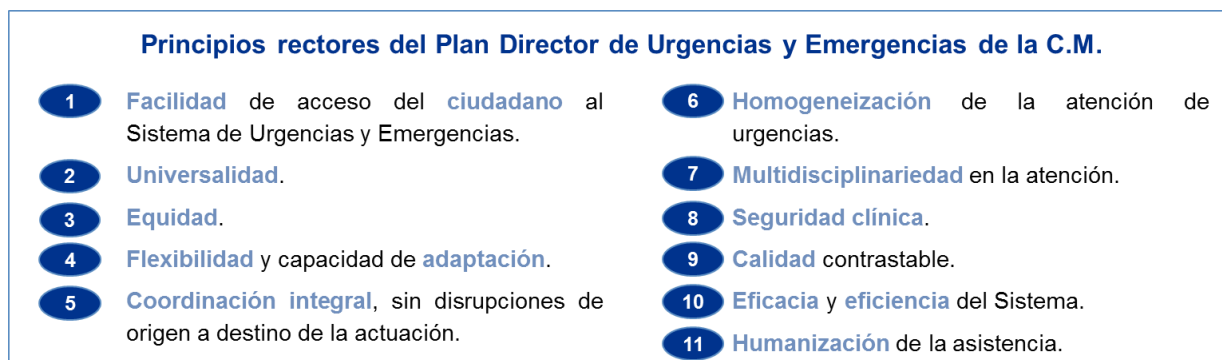 Principios rectores del Plan Director de Urgencias y Emergencias de la C.M.
1 Facilidad de acceso del ciudadano al
Sistema de Urgencias y Emergencias.
2 Universalidad.
3 Equidad.
4 Flexibilidad y capacidad de adaptación.
5 Coordinación integral, sin disrupciones de
origen a destino de la actuación.
6 Homogeneización de la atención de
urgencias.
7 Multidisciplinariedad en la atención.
8 Seguridad clínica.
9 Calidad contrastable.
10 Eficacia y eficiencia del Sistema.
11 Humanización de la asistencia.